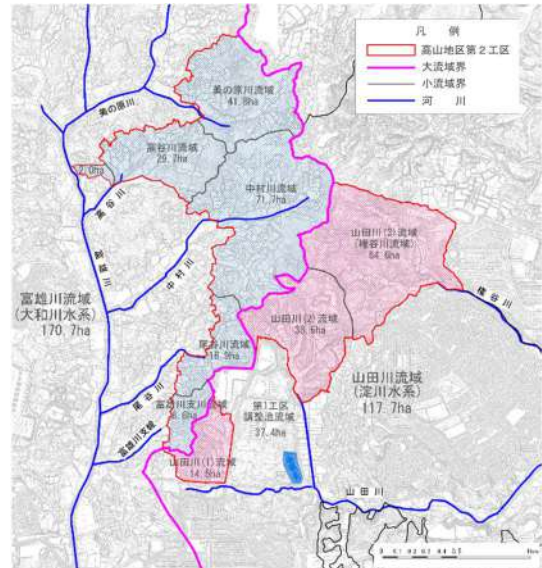 凡 例
高山地区第2工区
大流域界
小流域界
河 川
美の原川流域
41.8ha
美の原川
富谷川流域
29.7ha
2.0ha
富谷川
中村川流域
71.7ha
富雄川
中村川
山田川(3)流域
(権谷川流域)
64.6ha
権谷川
富雄川流域
(大和川水系)
170.7ha
山田川(2)流域
38.6ha
尾谷川流域
16.9ha
尾谷川
山田川流域
(淀川水系)
117.7ha
富雄川支川流域
8.6ha
第1工区
調整池流域
37.4ha
富雄川支線
山田川(1)流域
14.5ha
山田川